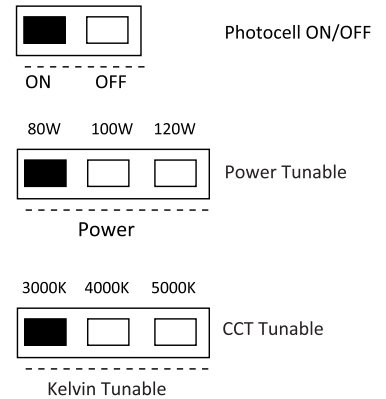 Photocell ON/OFF
ON OFF
80W 100W 120W
Power Tunable
Power
3000K 4000K 5000K
CCT Tunable
Kelvin Tunable